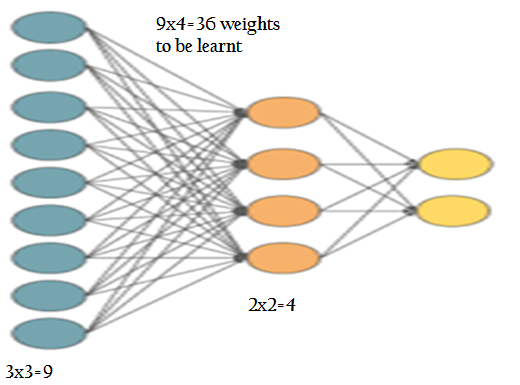 9x4=36 weights
to be learnt
2x2=4
3x3=9